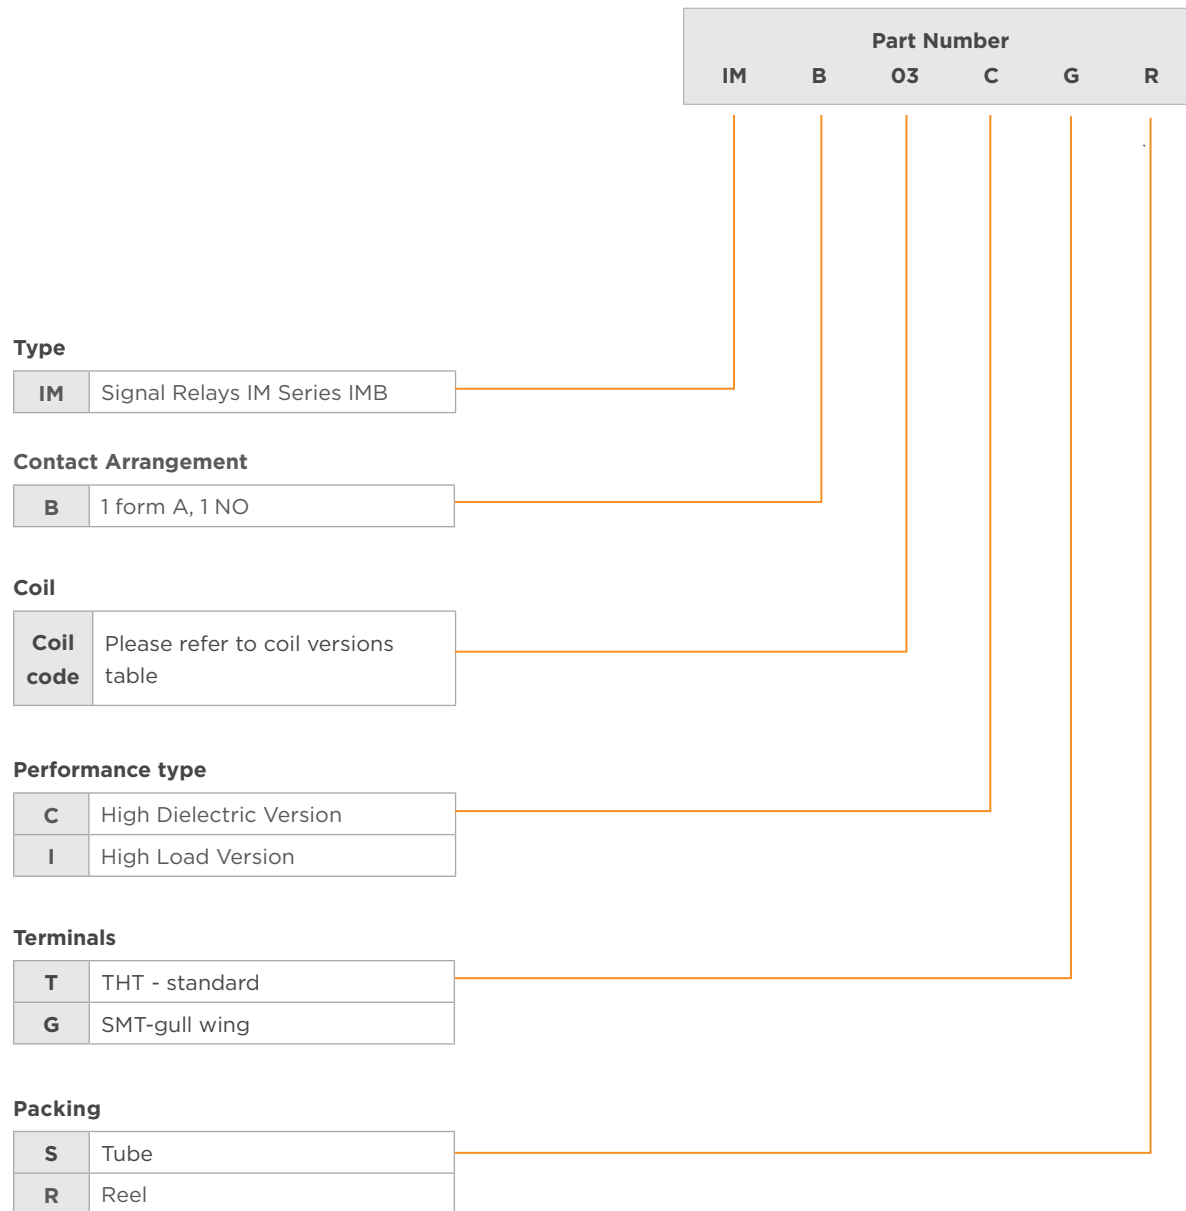 Part Number
IM B 03 C G R
Type
IM Signal Relays IM Series IMB
Contact Arrangement
B 1 form A, 1 NO
Coil
Coil code Please refer to coil versions
table
Performance type
C High Dielectric Version
I High Load Version
Terminals
T THT - standard
G SMT-gull wing
Packing
S Tube
R Reel